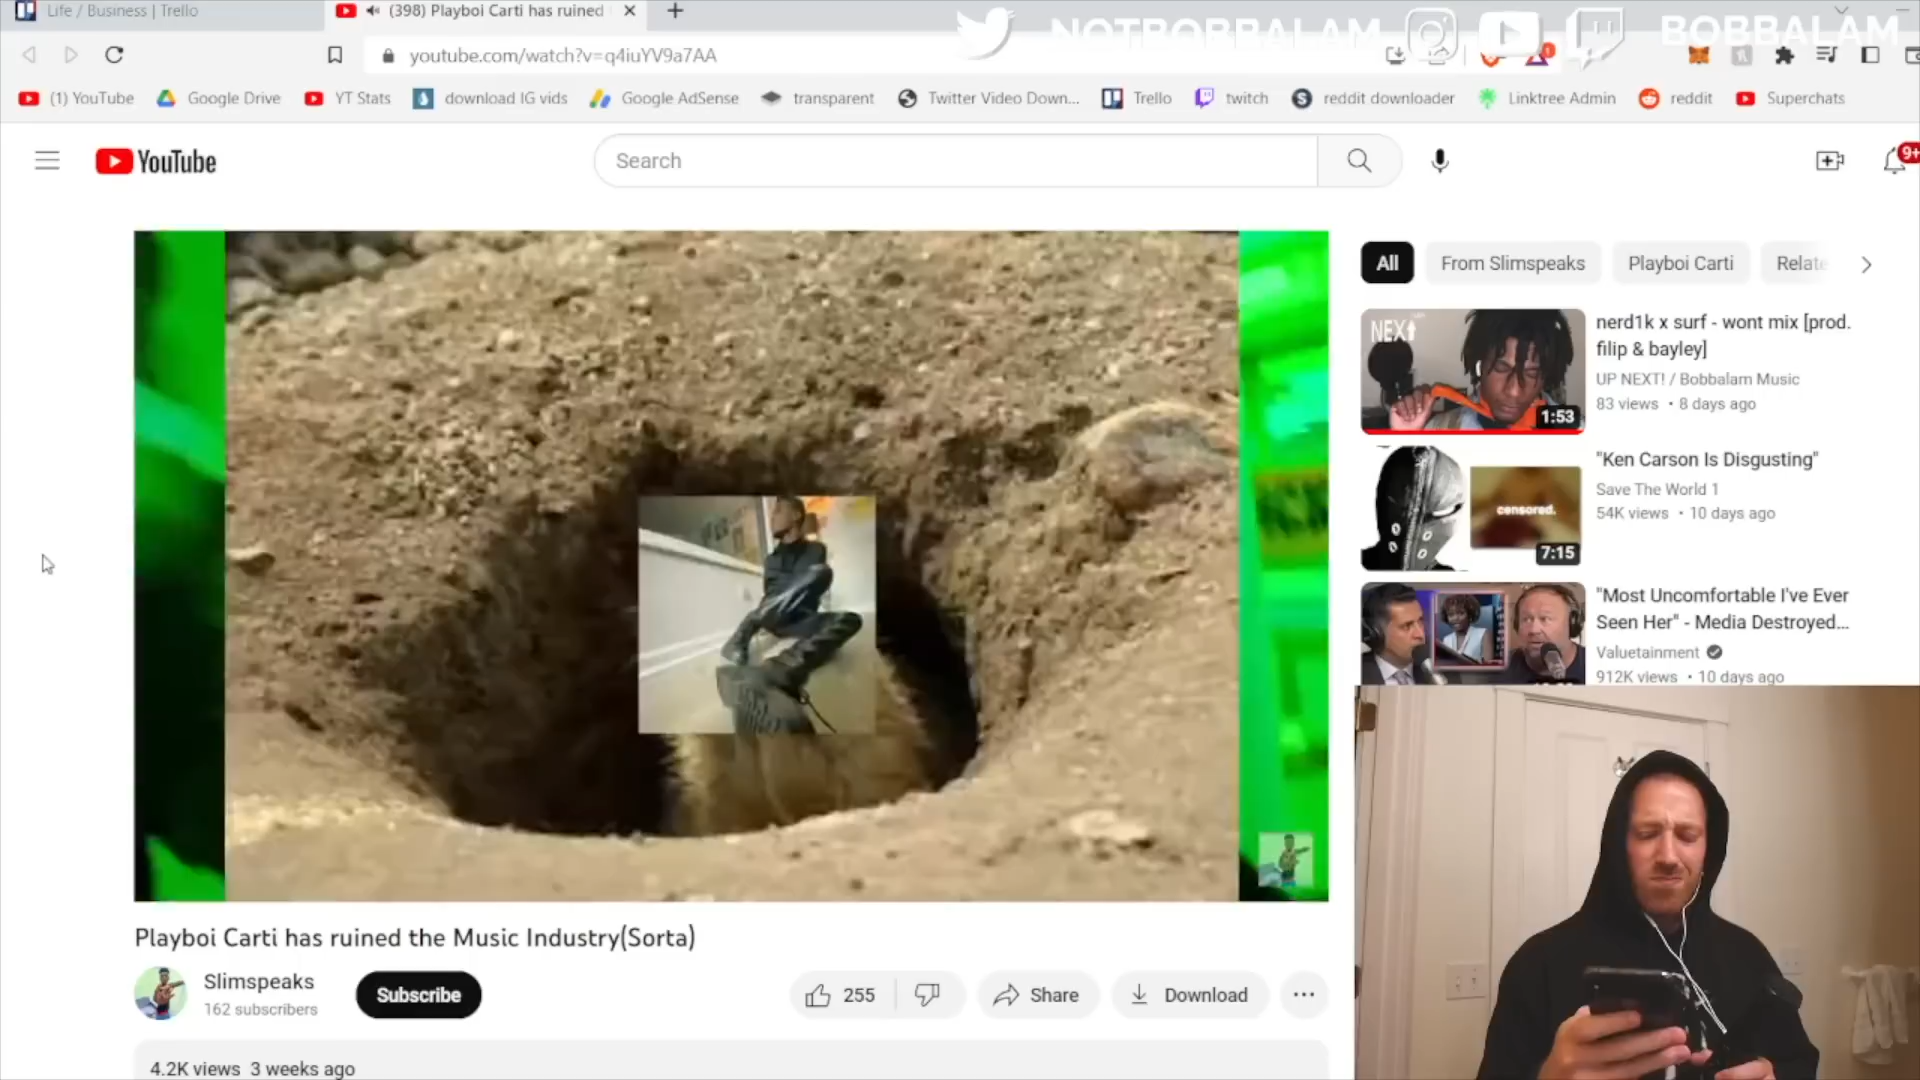 Life / Business | Trello
(398) Playboi Carti has ruined
NOTBOBBALAM
BOBBALAM
youtube.com/watch?v=q4iuYV9a7AA
1
(1) YouTube
Google Drive
YT Stats
download IG vids
Google AdSense
transparent
Twitter Video Down...
Trello
twitch
reddit downloader
Linktree Admin
reddit
Superchats
YouTube
Search
9+
All
From Slimspeaks
Playboi Carti
Relate
NEXT
nerd1k x surf - wont mix [prod.
filip & bayley]
UP NEXT! / Bobbalam Music
83 views • 8 days ago
1:53
"Ken Carson Is Disgusting"
Save The World 1
54K views • 10 days ago
censored.
7:15
"Most Uncomfortable I've Ever
Seen Her" - Media Destroyed...
Valuetainment
912K views • 10 days ago
Playboi Carti has ruined the Music Industry(Sorta)
Slimspeaks
162 subscribers
Subscribe
255
Share
Download
4.2K views 3 weeks ago